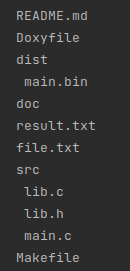 README.md
Doxyfile
dist
main.bin
doc
result.txt
file.txt
src
lib.c
lib.h
main.c
Makefile